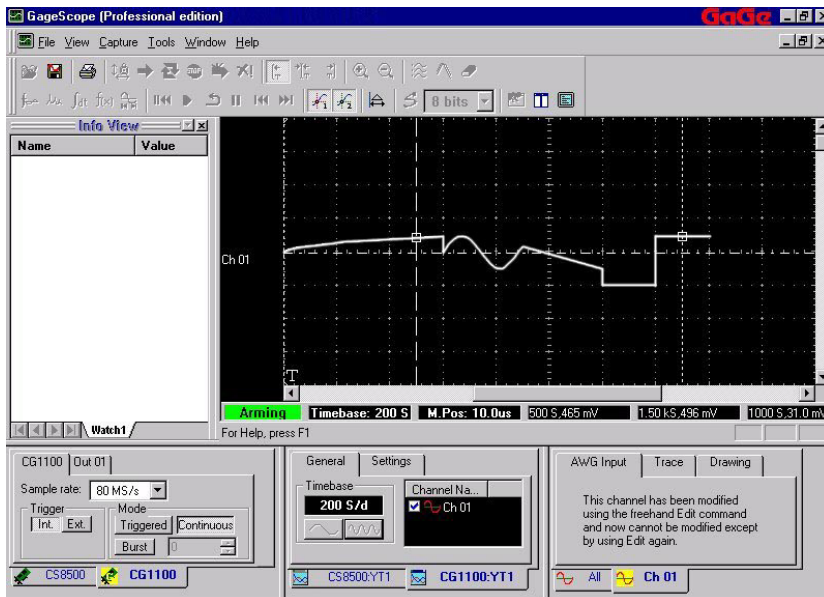 GageScope (Professional edition) GaGe
File View Capture Tools Window Help
8 bits
Info View
Name Value
Ch 01
T
Watch1
Arming Timebase: 200 S M.Pos: 10.0us 500 S,465 mV 1.50 kS,496 mV 1000 S,31.0 mV
For Help, press F1
CG1100 Out 01
Sample rate: 80 MS/s
Trigger
Int. Ext.
Mode
Triggered Continuous
Burst 0
CS8500 CG1100
General Settings
Timebase
200 S/d
Channel Na...
Ch 01
CS8500:YT1 CG1100:YT1
AWG Input Trace Drawing
This channel has been modified
using the freehand Edit command
and now cannot be modified except
by using Edit again.
All Ch 01